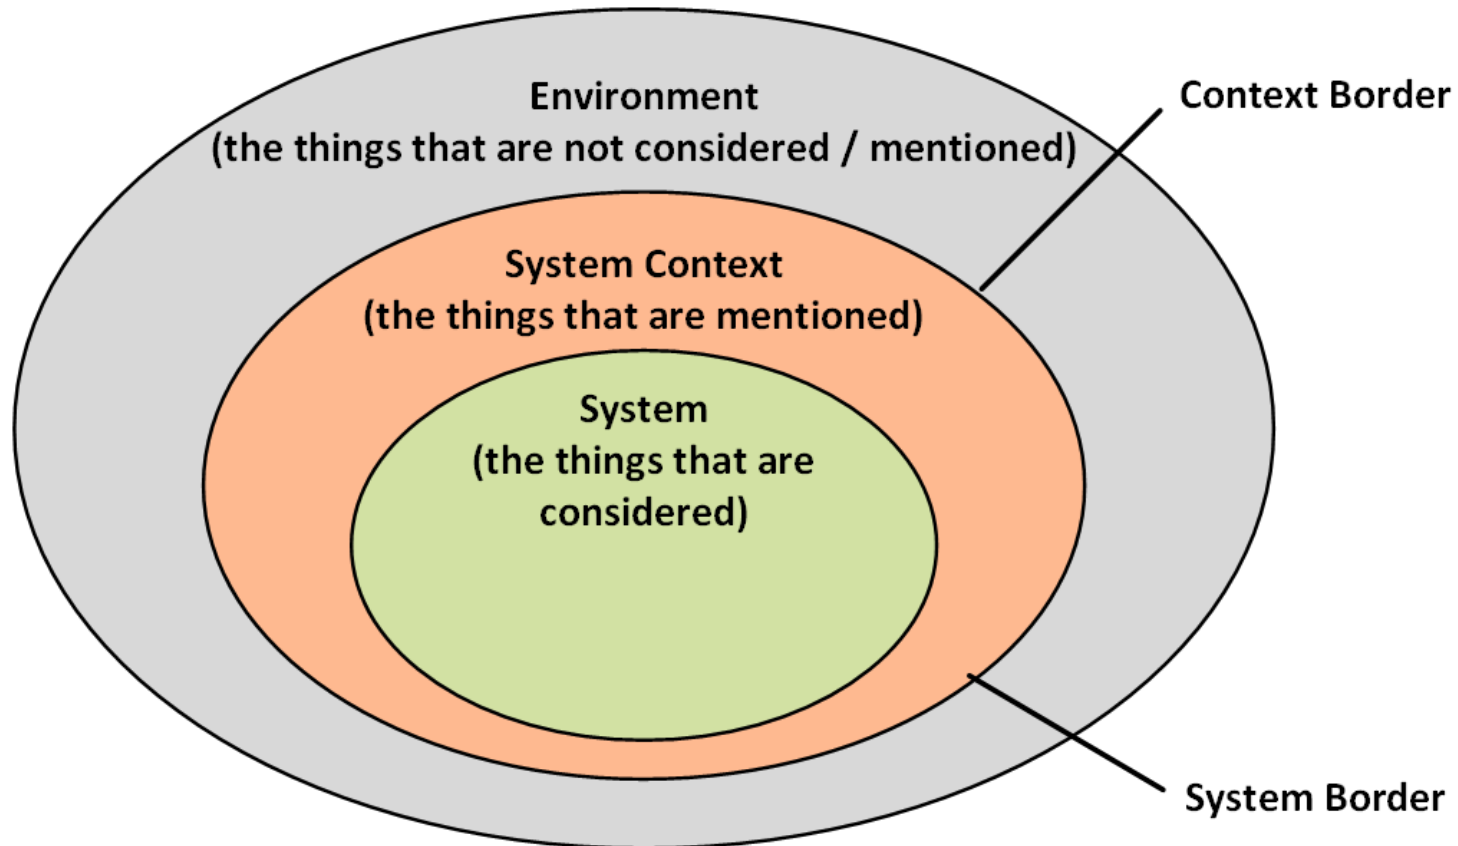 Environment
(the things that are not considered / mentioned)
Context Border
System Context
(the things that are mentioned)
System
(the things that are
considered)
System Border